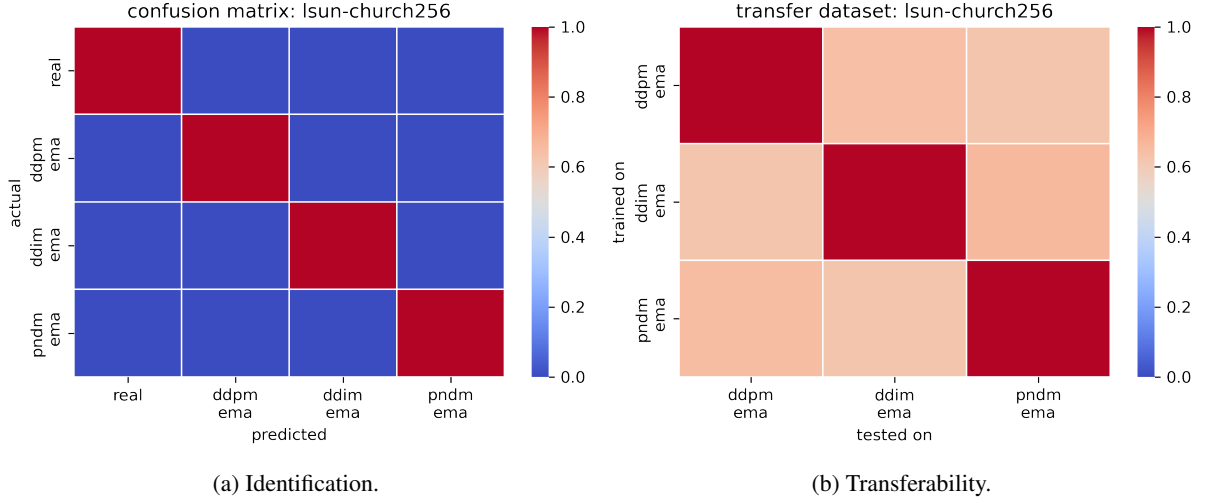 confusion matrix: lsun-church256
actual
real
ddpm
ema
ddim
ema
pndm
ema
real
ddpm
ema
ddim
ema
pndm
ema
predicted
1.0
0.8
0.6
0.4
0.2
0.0
(a) Identification.
transfer dataset: lsun-church256
trained on
ddpm
ema
ddim
ema
pndm
ema
ddpm
ema
ddim
ema
pndm
ema
tested on
1.0
0.8
0.6
0.4
0.2
0.0
(b) Transferability.